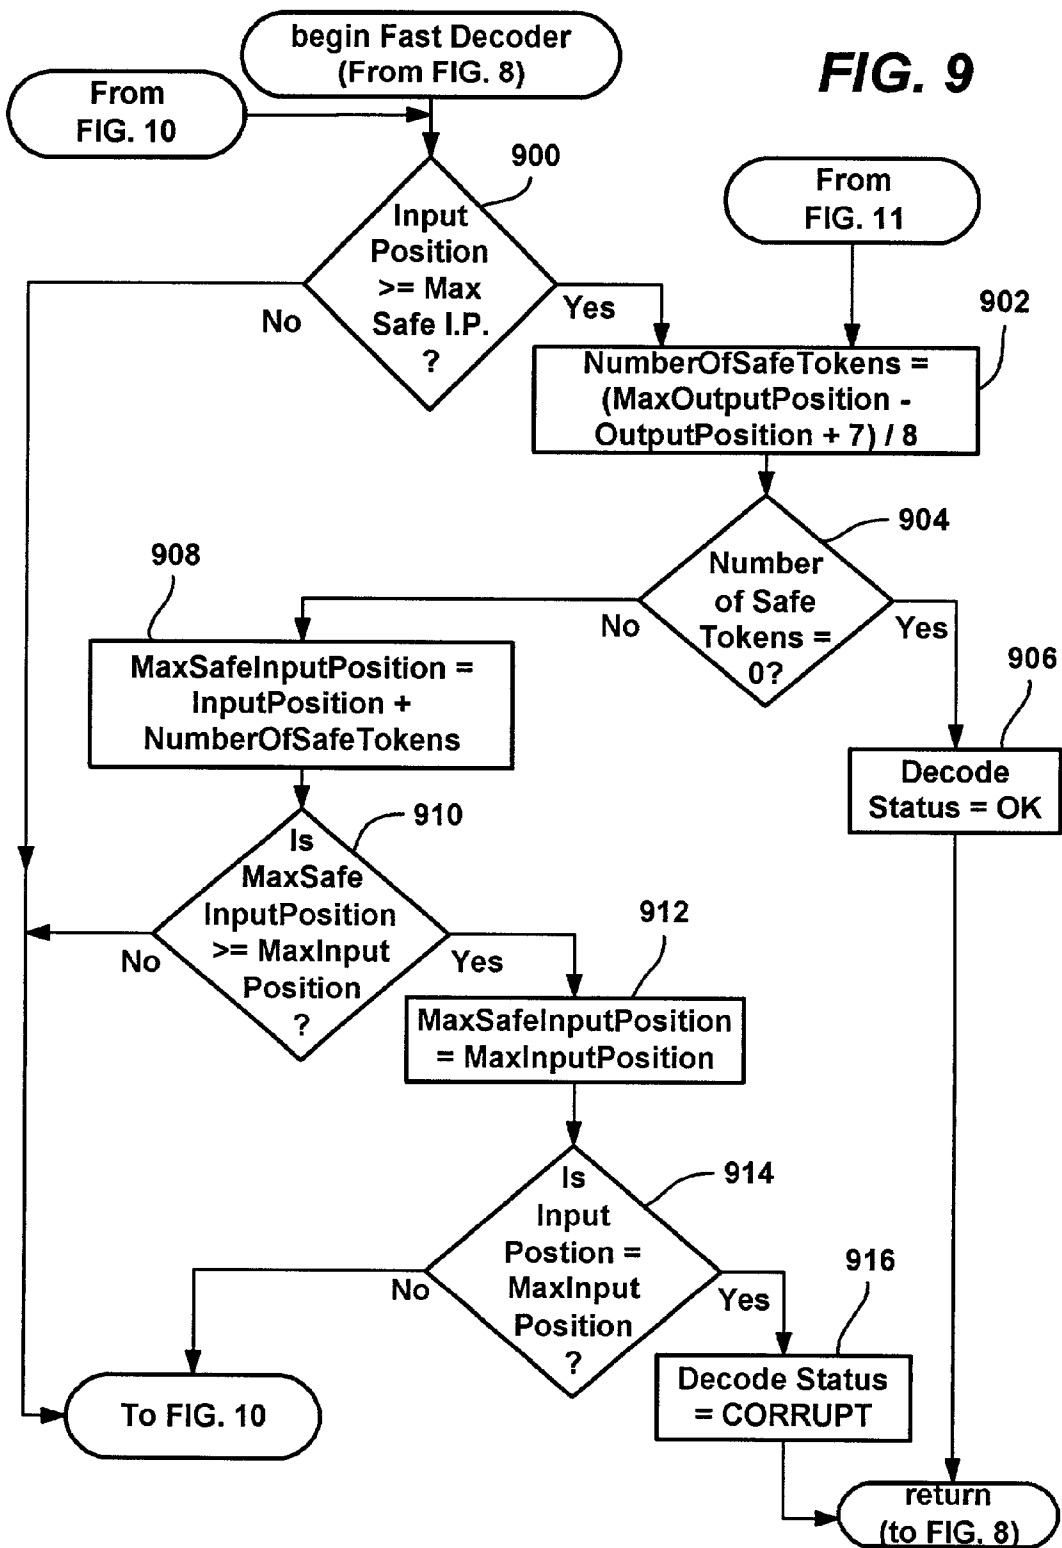 begin Fast Decoder
(From FIG. 8)
FIG. 9
From
FIG. 10
900
Input
Position
>= Max
Safe I.P.
?
No
Yes
From
FIG. 11
902
NumberOfSafeTokens =
(MaxOutputPosition -
OutputPosition + 7) / 8
904
Number
of Safe
Tokens =
0?
No
Yes
908
MaxSafeInputPosition =
InputPosition +
NumberOfSafeTokens
906
Decode
Status = OK
910
Is
MaxSafe
InputPosition
>= MaxInput
Position
?
No
Yes
912
MaxSafeInputPosition
= MaxInputPosition
914
Is
Input
Postion =
MaxInput
Position
?
No
Yes
916
Decode Status
= CORRUPT
To FIG. 10
return
(to FIG. 8)